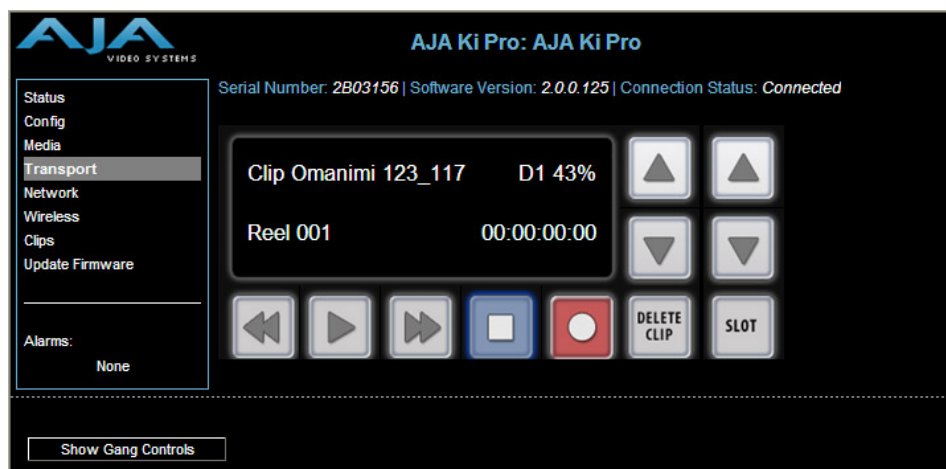 AJA
VIDEO SYSTEMS
AJA Ki Pro: AJA Ki Pro
Serial Number: 2B03156 | Software Version: 2.0.0.125 | Connection Status: Connected
Status
Config
Media
Transport
Network
Wireless
Clips
Update Firmware
Alarms:
None
Clip Omanimi 123_117 D1 43%
Reel 001 00:00:00:00
DELETE
CLIP
SLOT
Show Gang Controls